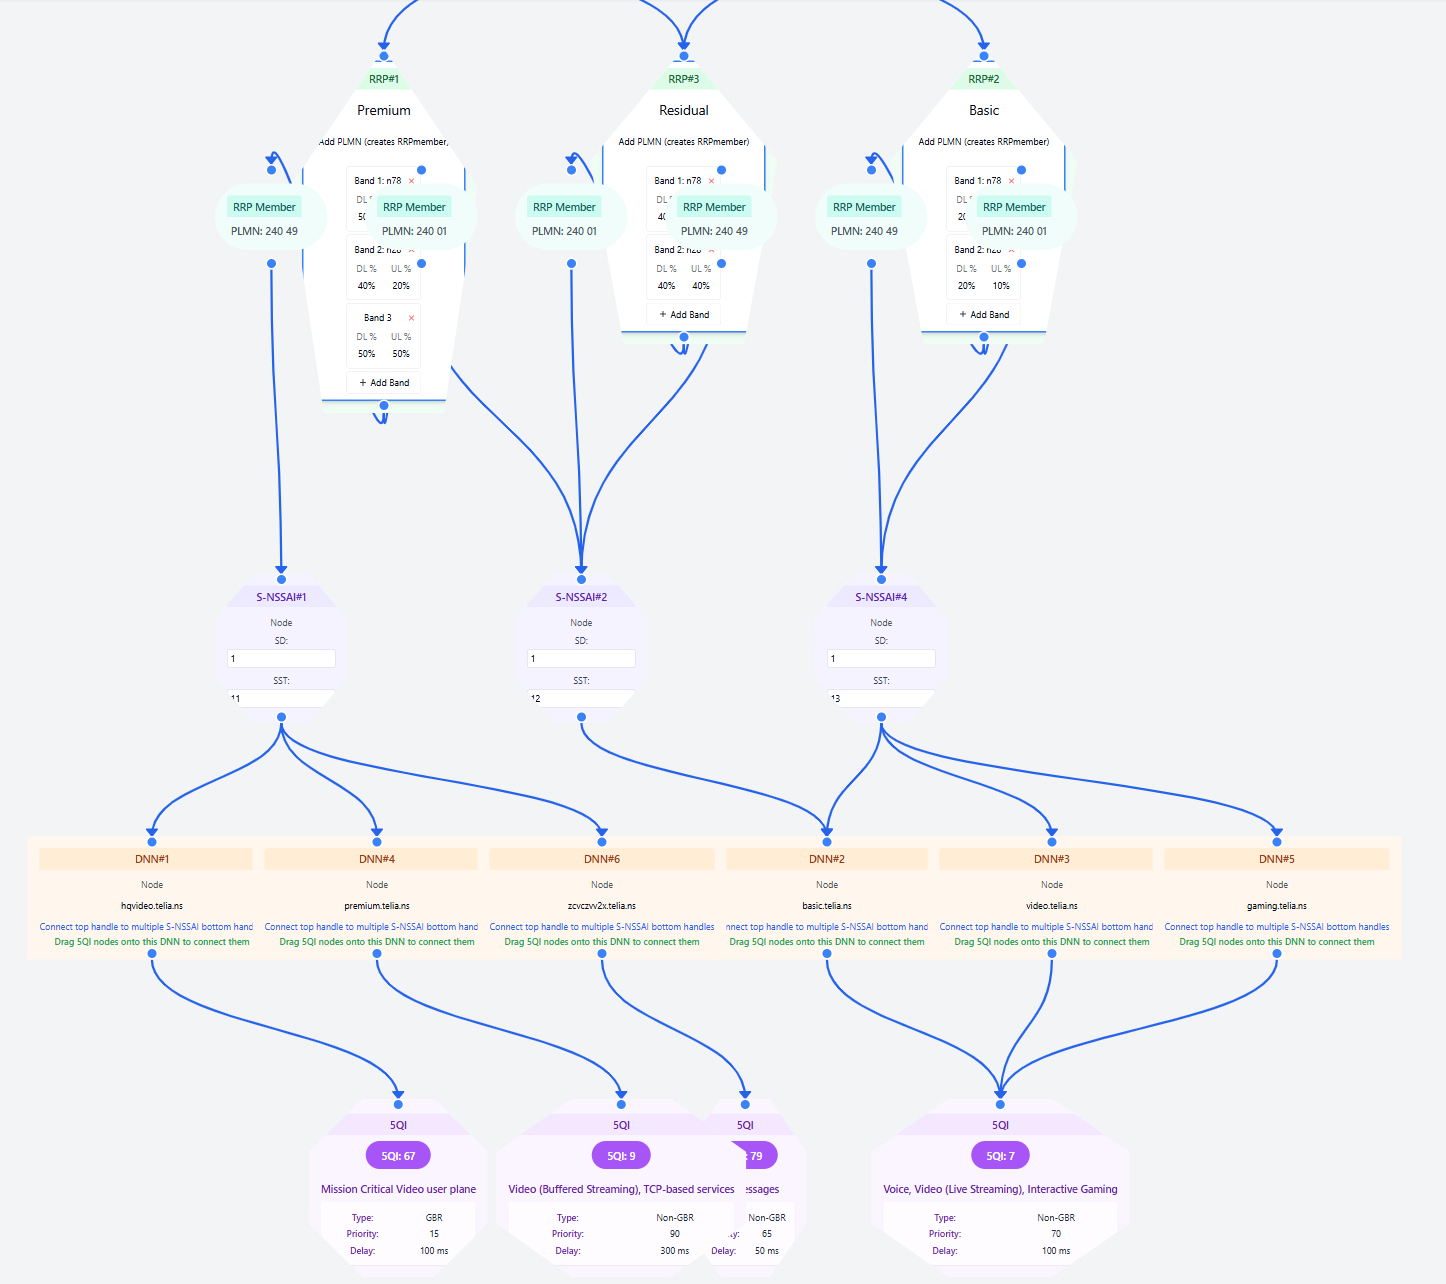 RRP#1
Premium
Add PLMN (creates RRPmember)
Band 1: n78 ×
DL
50
RRP Member
PLMN: 240 49
RRP Member
PLMN: 240 01
Band 2: n28 ×
DL % UL %
40% 20%
Band 3 ×
DL % UL %
50% 50%
+ Add Band
RRP#3
Residual
Add PLMN (creates RRPmember)
Band 1: n78 ×
DL
40
RRP Member
PLMN: 240 01
RRP Member
PLMN: 240 49
Band 2: n28 ×
DL % UL %
40% 40%
+ Add Band
RRP#2
Basic
Add PLMN (creates RRPmember)
Band 1: n78 ×
DL
20
RRP Member
PLMN: 240 49
RRP Member
PLMN: 240 01
Band 2: n28 ×
DL % UL %
20% 10%
+ Add Band
S-NSSAI#1
Node
SD:
1
SST:
11
S-NSSAI#2
Node
SD:
1
SST:
12
S-NSSAI#4
Node
SD:
1
SST:
13
DNN#1
Node
hqvideo.telia.ns
Connect top handle to multiple S-NSSAI bottom hand
Drag 5QI nodes onto this DNN to connect them
DNN#4
Node
premium.telia.ns
Connect top handle to multiple S-NSSAI bottom hand
Drag 5QI nodes onto this DNN to connect them
DNN#6
Node
zcvczvv2x.telia.ns
Connect top handle to multiple S-NSSAI bottom handles
Drag 5QI nodes onto this DNN to connect them
DNN#2
Node
basic.telia.ns
nnect top handle to multiple S-NSSAI bottom hand
Drag 5QI nodes onto this DNN to connect them
DNN#3
Node
video.telia.ns
Connect top handle to multiple S-NSSAI bottom hand
Drag 5QI nodes onto this DNN to connect them
DNN#5
Node
gaming.telia.ns
Connect top handle to multiple S-NSSAI bottom handles
Drag 5QI nodes onto this DNN to connect them
5QI
5QI: 67
Mission Critical Video user plane
Type: GBR
Priority: 15
Delay: 100 ms
5QI
5QI: 9
Video (Buffered Streaming), TCP-based services
Type: Non-GBR
Priority: 90
Delay: 300 ms
5QI
: 79
essages
Non-GBR
ty: 65
Delay: 50 ms
5QI
5QI: 7
Voice, Video (Live Streaming), Interactive Gaming
Type: Non-GBR
Priority: 70
Delay: 100 ms